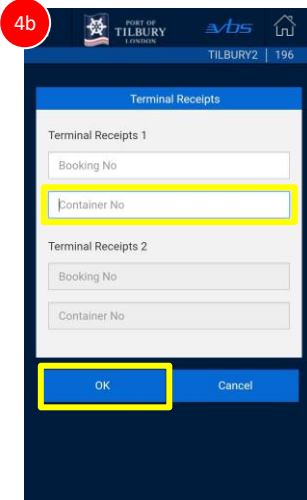 4b
PORT OF
TILBURY
LONDON
vbs
TILBURY2 | 196
Terminal Receipts
Terminal Receipts 1
Booking No
Container No
Terminal Receipts 2
Booking No
Container No
OK
Cancel